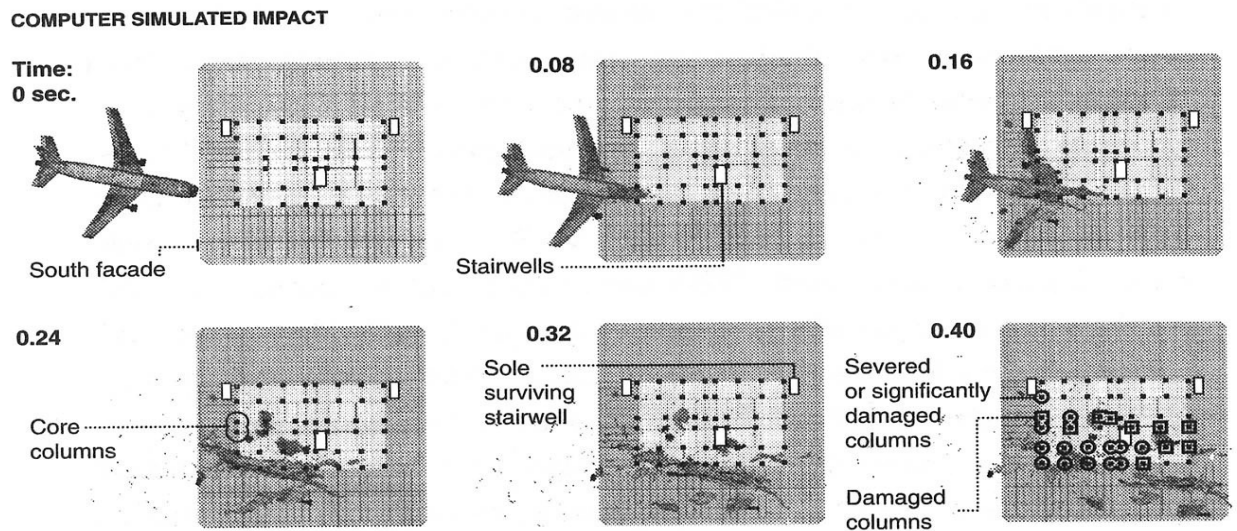 COMPUTER SIMULATED IMPACT
Time:
0 sec.
0.08
0.16
South facade
Stairwells
0.24
0.32
0.40
Core
columns
Sole
surviving
stairwell
Severed
or significantly
damaged
columns
Damaged
columns